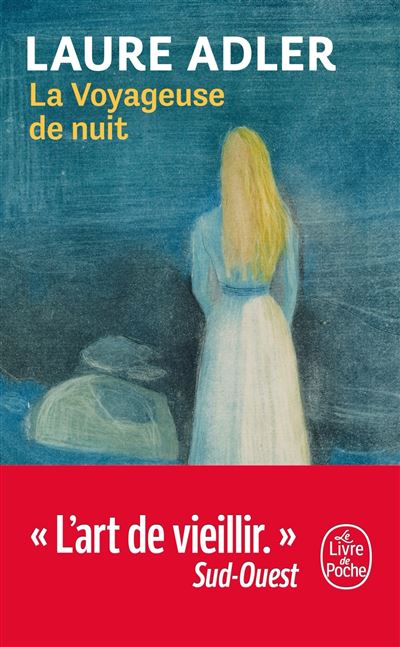 LAURE ADLER
La Voyageuse
de nuit
« L'art de vieillir. »
Sud-Ouest
Le
Livre
de
Poche